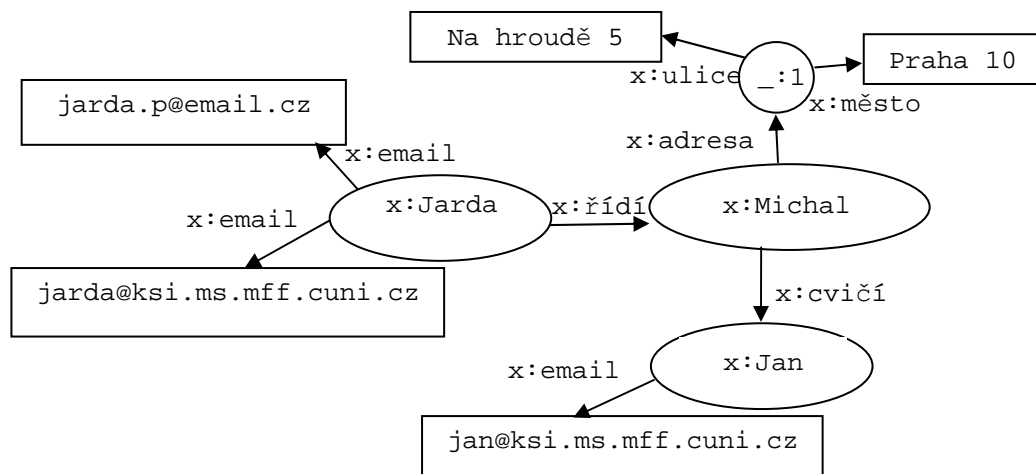 Na hroudě 5
Praha 10
x:ulice
_:1
x:město
jarda.p@email.cz
x:adresa
x:email
x:Jarda
x:řídí
x:Michal
x:email
jarda@ksi.ms.mff.cuni.cz
x:cvičí
x:Jan
x:email
jan@ksi.ms.mff.cuni.cz